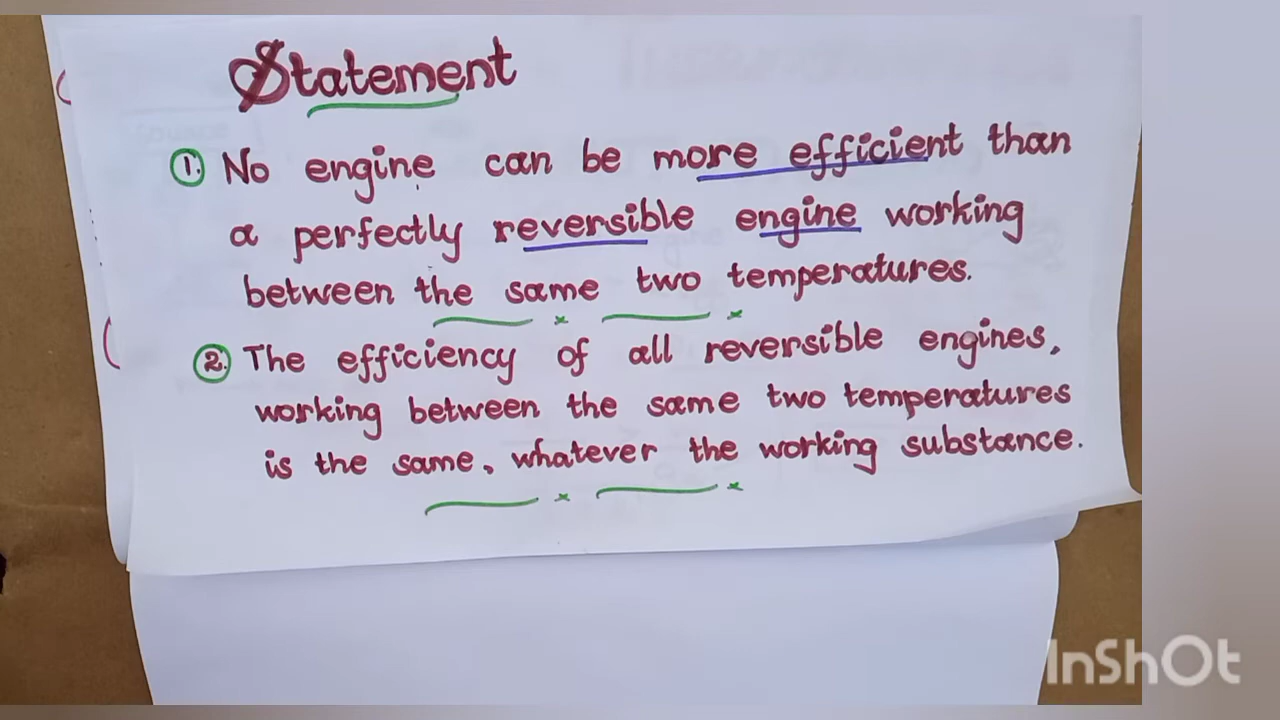 Statement
1. No engine can be more efficient than
a perfectly reversible engine working
between the same two temperatures.
2. The efficiency of all reversible engines,
working between the same two temperatures
is the same, whatever the working substance.
InShOt